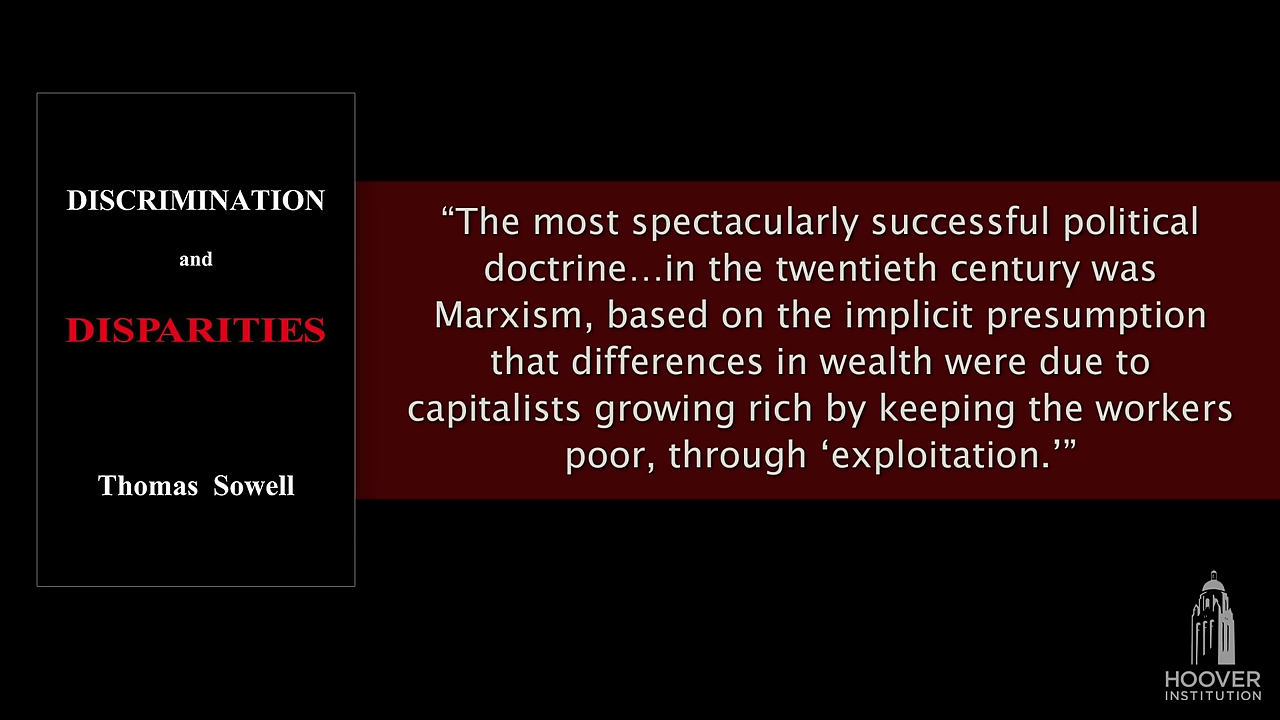 DISCRIMINATION
and
DISPARITIES
Thomas Sowell
“The most spectacularly successful political
doctrine...in the twentieth century was
Marxism, based on the implicit presumption
that differences in wealth were due to
capitalists growing rich by keeping the workers
poor, through ‘exploitation.’”
HOOVER
INSTITUTION